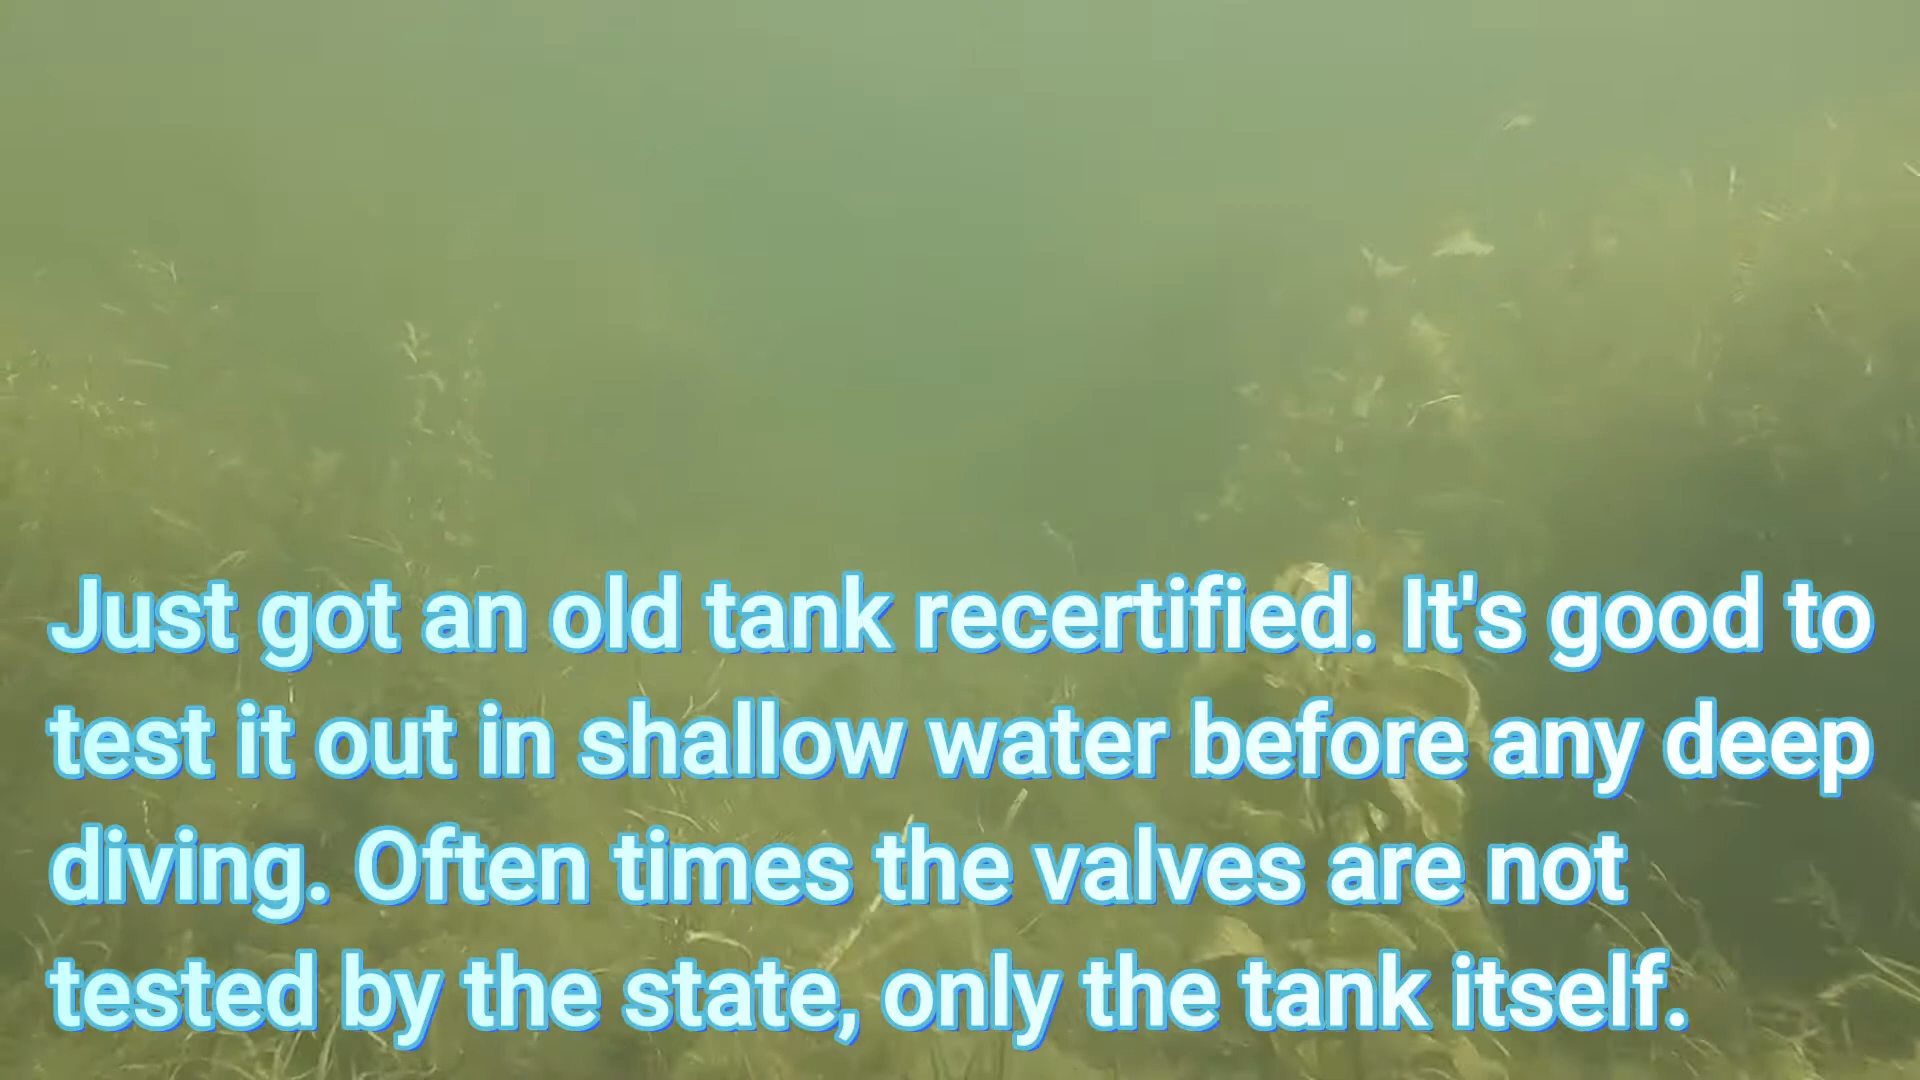 Just got an old tank recertified. It's good to
test it out in shallow water before any deep
diving. Often times the valves are not
tested by the state, only the tank itself.